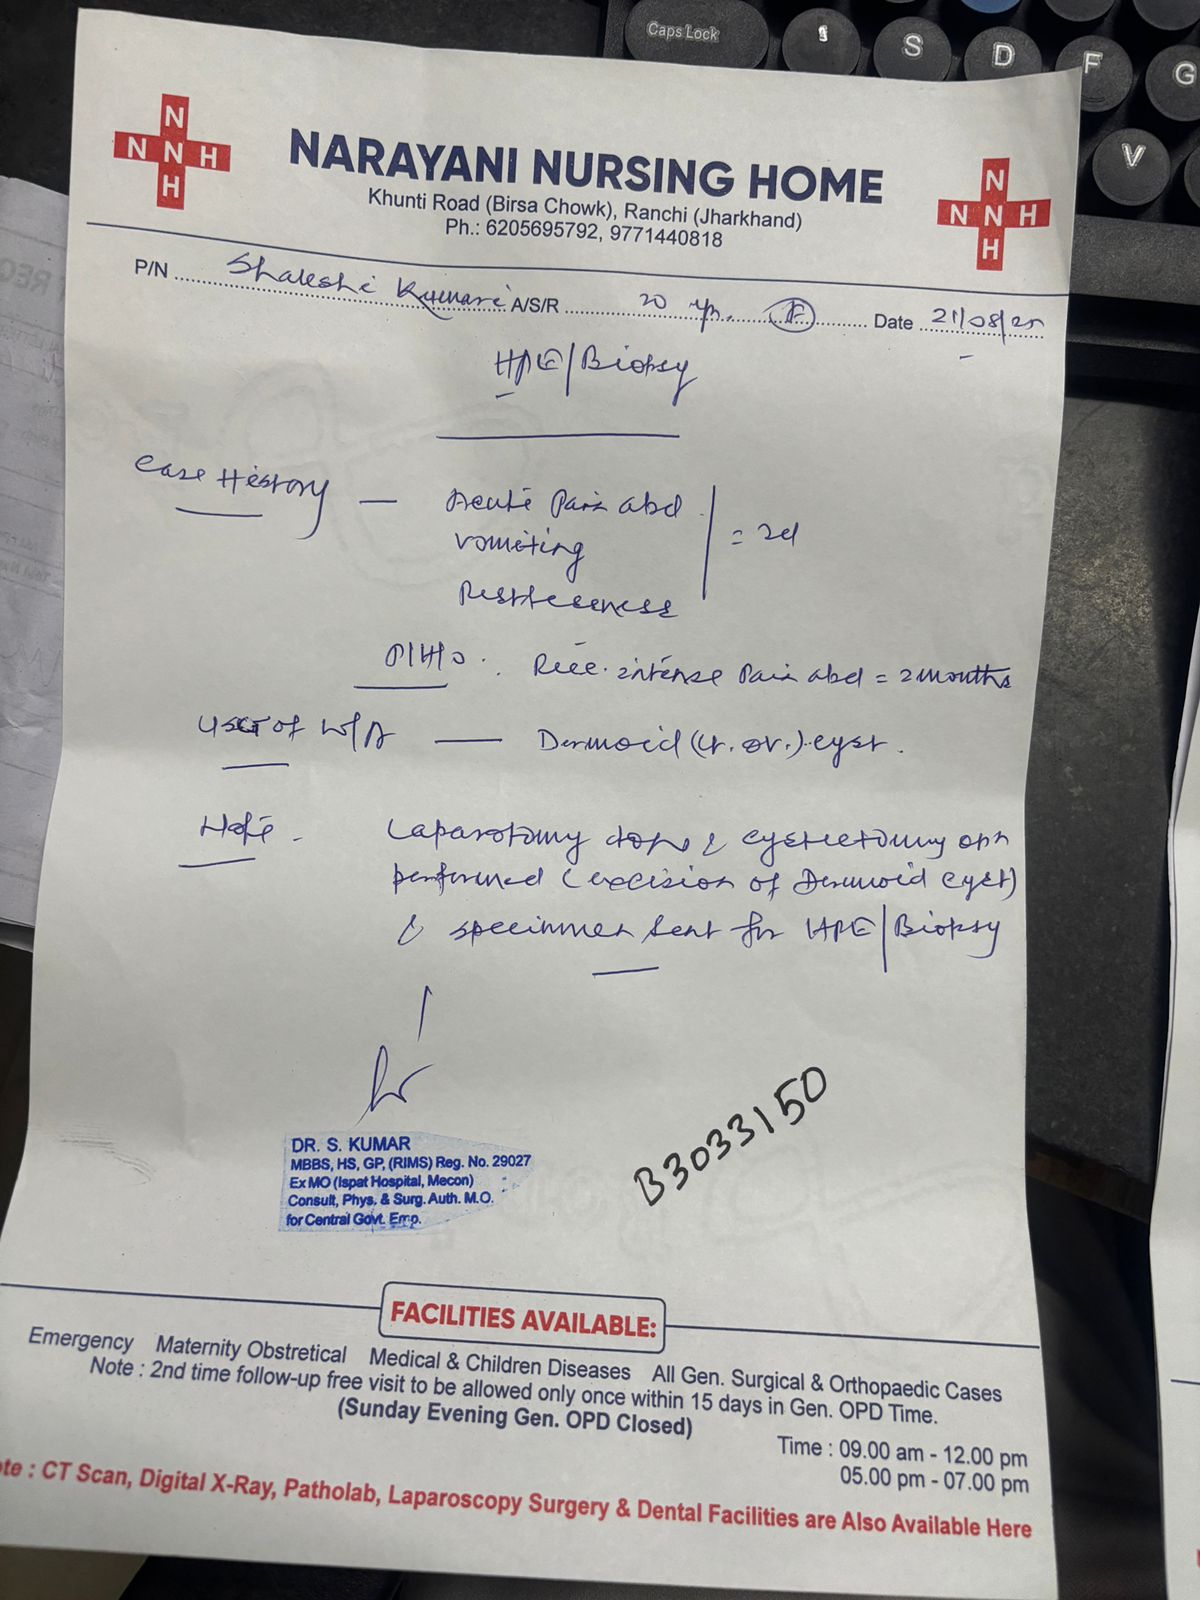 Caps Lock
S
D
F
G
V
N
N N H
H
NARAYANI NURSING HOME
Khunti Road (Birsa Chowk), Ranchi (Jharkhand)
Ph.: 6205695792, 9771440818
N
N N H
H
P/N Kumari A/S/R 20 yrs. F Date 21/08/25
HPE/Biopsy
Case History — Acute Pain abd
vomiting = 2d
Restlessness
P/H/o. Rec. intense Pain abd = 2 months
USG of W/A — Dermoid (Lt. ov.) cyst.
Note. Laparotomy done & cystectomy opn
performed (excision of Dermoid cyst)
& specimmen sent for HPE/Biopsy
DR. S. KUMAR
MBBS, HS, GP, (RIMS) Reg. No. 29027
Ex MO (Ispat Hospital, Mecon)
Consult, Phys. & Surg. Auth. M.O.
for Central Govt. Emp.
B3033150
FACILITIES AVAILABLE:
Emergency Maternity Obstretical Medical & Children Diseases All Gen. Surgical & Orthopaedic Cases
Note : 2nd time follow-up free visit to be allowed only once within 15 days in Gen. OPD Time.
(Sunday Evening Gen. OPD Closed)
Time : 09.00 am - 12.00 pm
05.00 pm - 07.00 pm
ote : CT Scan, Digital X-Ray, Patholab, Laparoscopy Surgery & Dental Facilities are Also Available Here